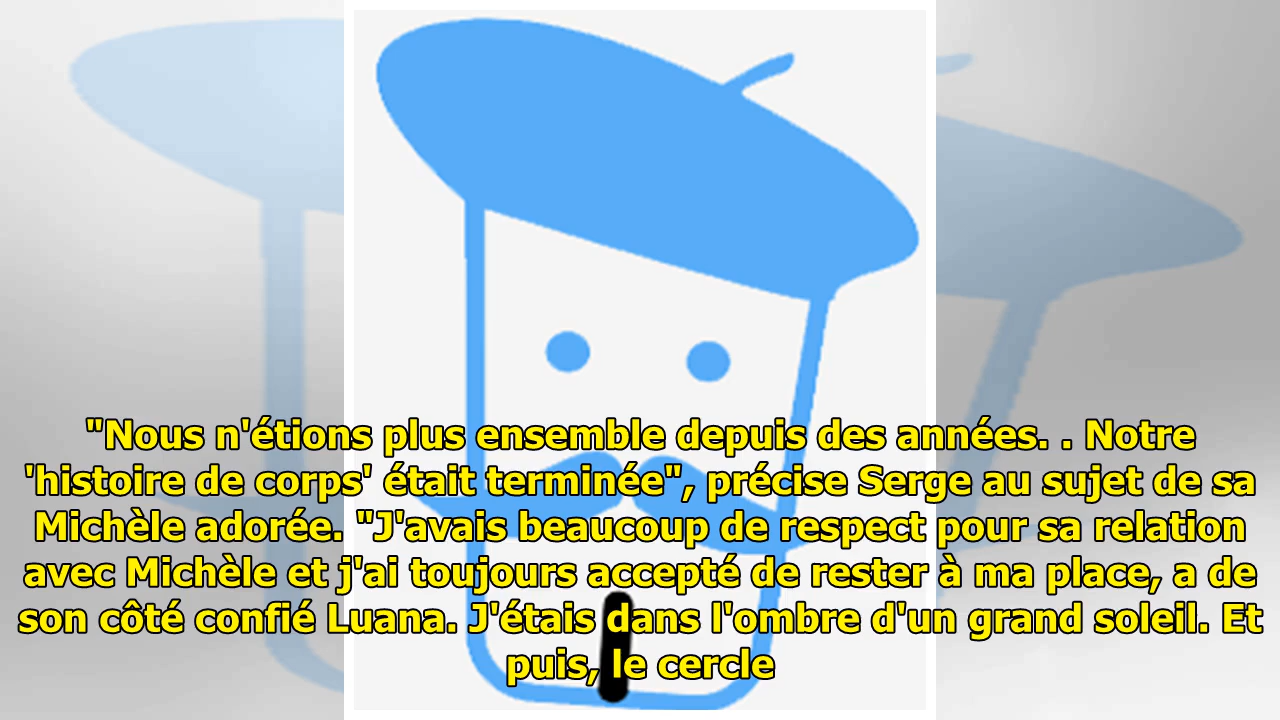 "Nous n'étions plus ensemble depuis des années. . Notre
'histoire de corps' était terminée", précise Serge au sujet de sa
Michèle adorée. "J'avais beaucoup de respect pour sa relation
avec Michèle et j'ai toujours accepté de rester à ma place, a de
son côté confié Luana. J'étais dans l'ombre d'un grand soleil. Et
puis, le cercle